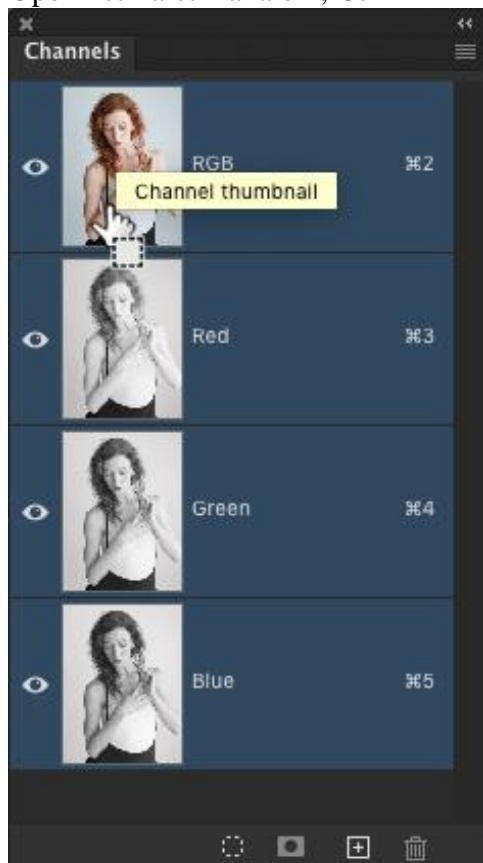 Channels
RGB ⌘2
Channel thumbnail
Red ⌘3
Green ⌘4
Blue ⌘5